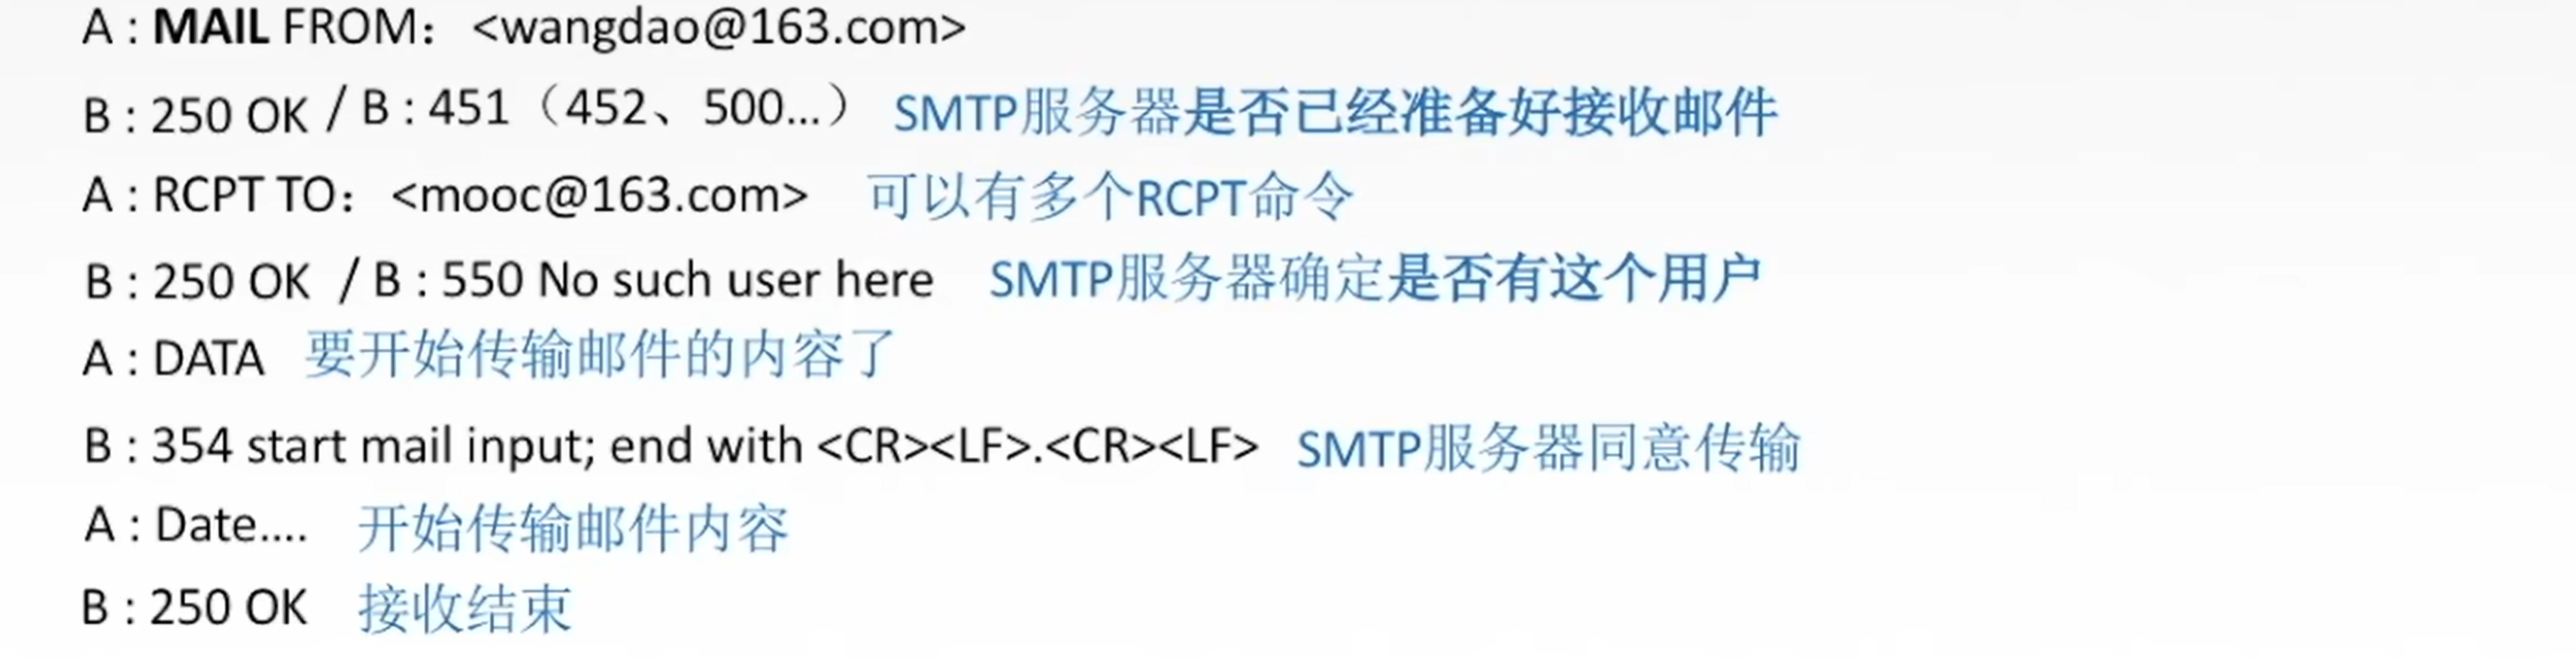 A : MAIL FROM： <wangdao@163.com>
B : 250 OK / B : 451（452、500...） SMTP服务器是否已经准备好接收邮件
A : RCPT TO： <mooc@163.com> 可以有多个RCPT命令
B : 250 OK / B : 550 No such user here SMTP服务器确定是否有这个用户
A : DATA 要开始传输邮件的内容了
B : 354 start mail input; end with <CR><LF>.<CR><LF> SMTP服务器同意传输
A : Date.... 开始传输邮件内容
B : 250 OK 接收结束